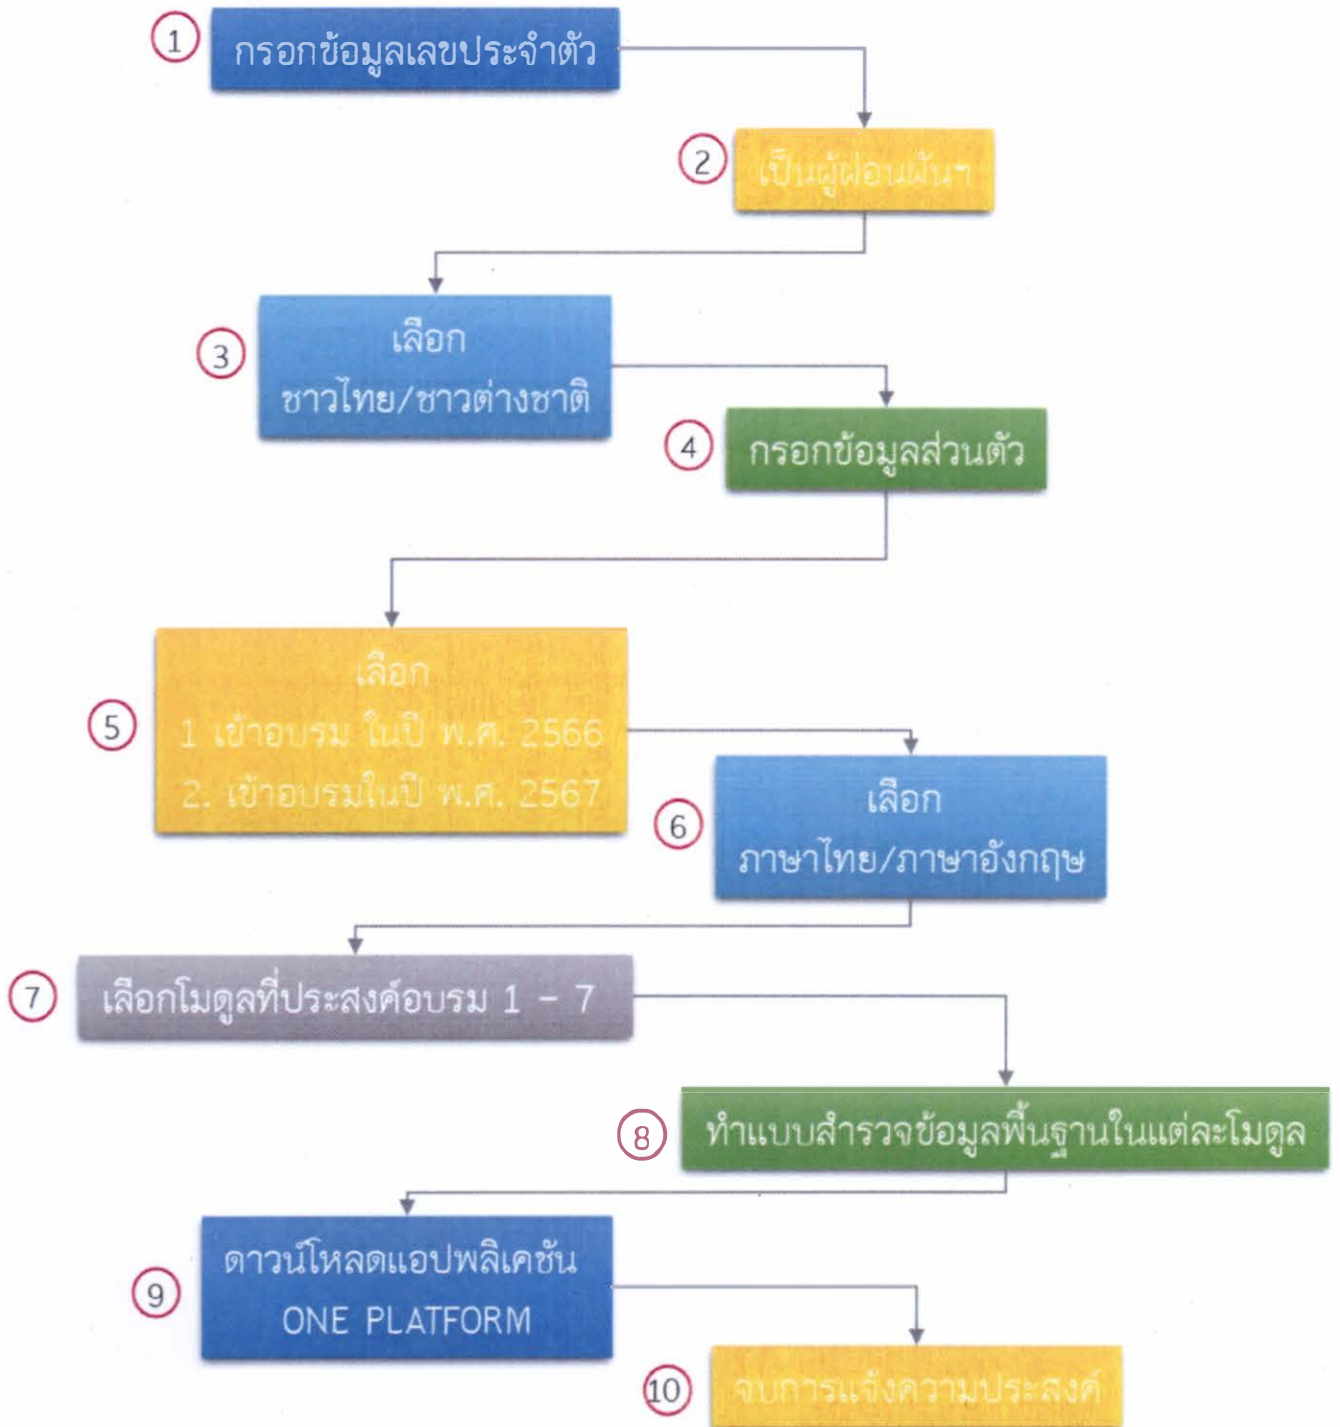 1
กรอกข้อมูลเลขประจำตัว
2
เป็นผู้ผ่อนผันฯ
3
เลือก
ชาวไทย/ชาวต่างชาติ
4
กรอกข้อมูลส่วนตัว
5
เลือก
1 เข้าอบรม ในปี พ.ศ. 2566
2. เข้าอบรมในปี พ.ศ. 2567
6
เลือก
ภาษาไทย/ภาษาอังกฤษ
7
เลือกโมดูลที่ประสงค์อบรม 1 – 7
8
ทำแบบสำรวจข้อมูลพื้นฐานในแต่ละโมดูล
9
ดาวน์โหลดแอปพลิเคชัน
ONE PLATFORM
10
จบการแจ้งความประสงค์